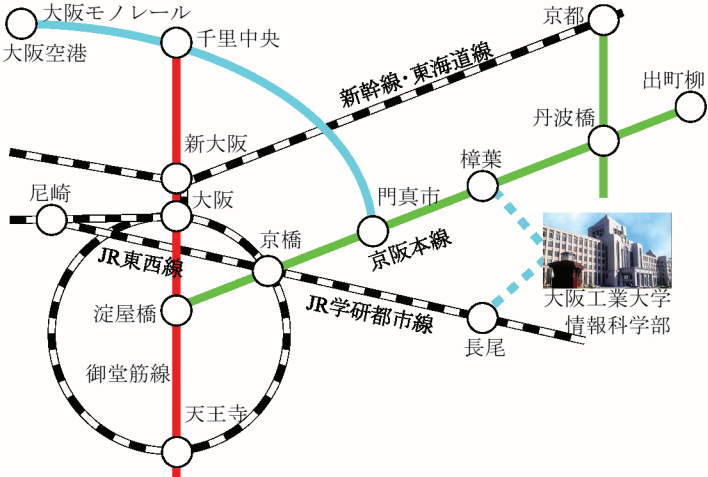 大阪モノレール
大阪空港
千里中央
京都
新幹線・東海道線
出町柳
丹波橋
新大阪
樟葉
尼崎
大阪
門真市
京橋
京阪本線
JR東西線
淀屋橋
JR学研都市線
長尾
大阪工業大学
情報科学部
御堂筋線
天王寺